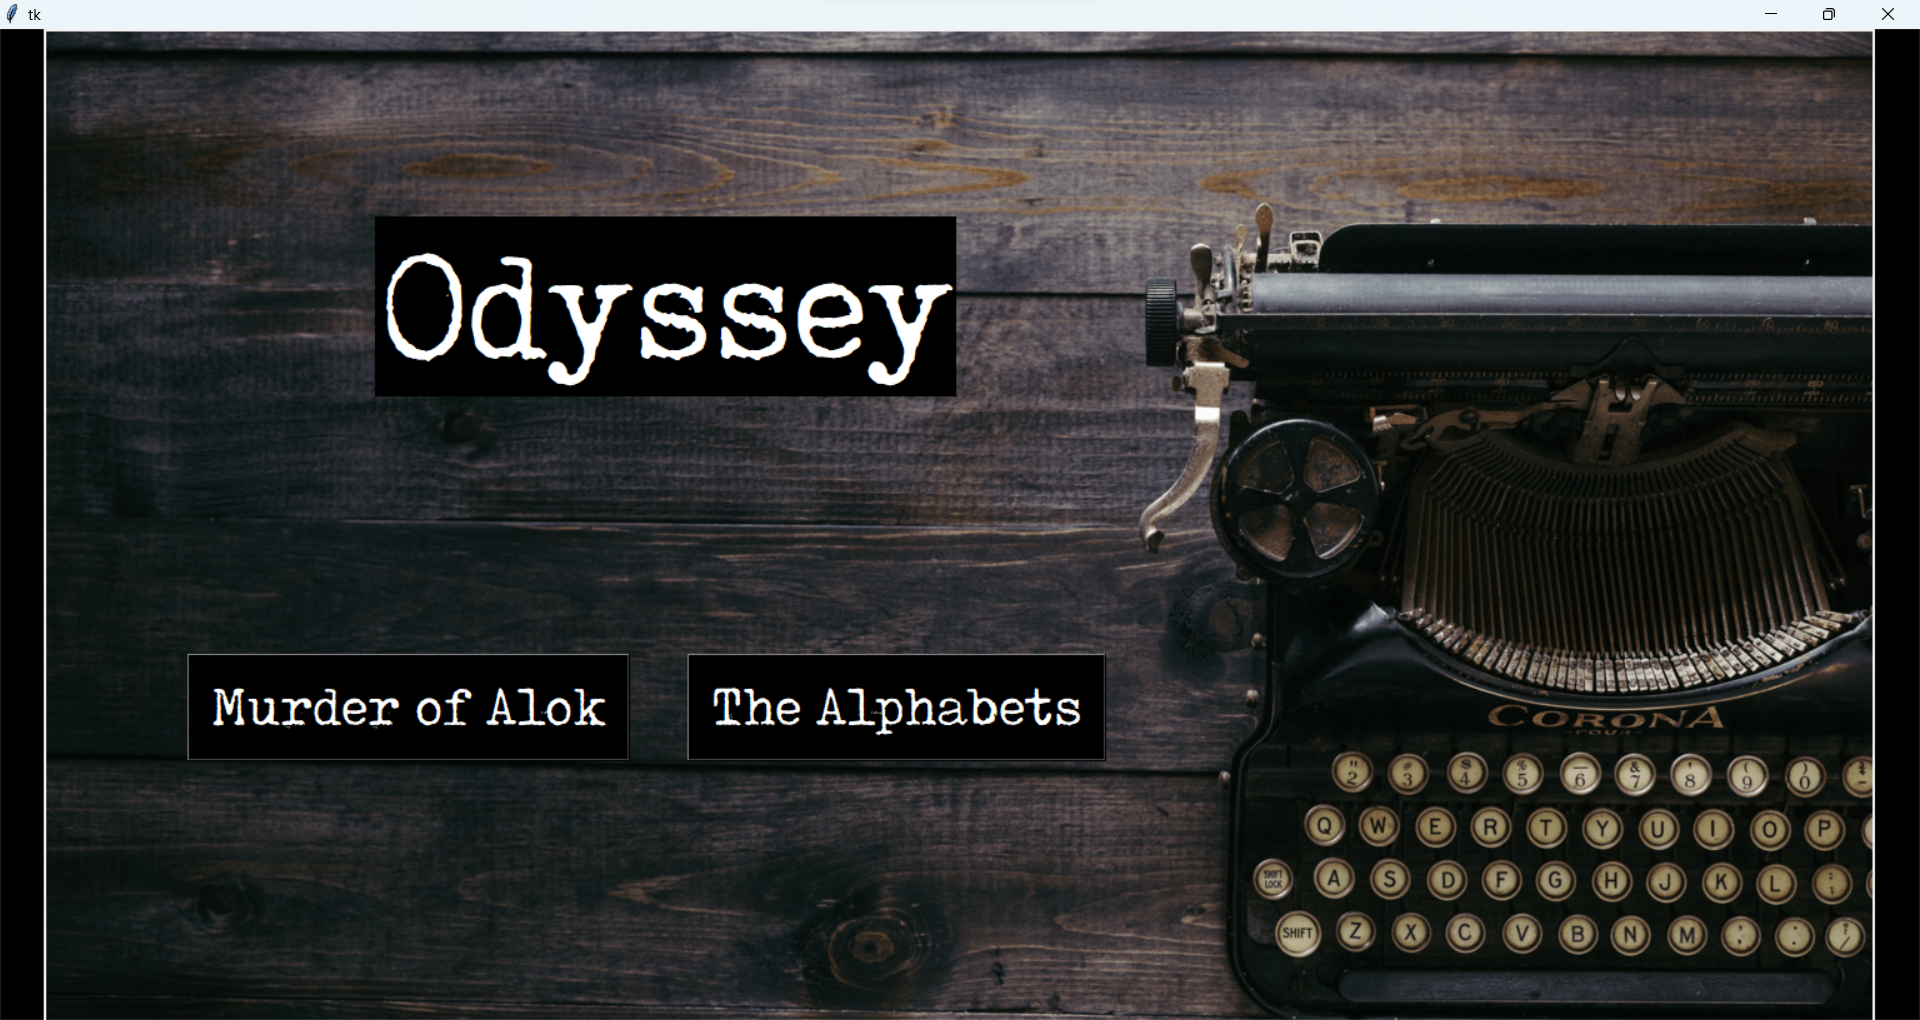 tk
Odyssey
Murder of Alok
The Alphabets
CORONA
-FOUR-
" 2 # 3 $ 4 % 5 _ 6 & 7 ' 8 ( 9 ) 0
Q W E R T Y U I O P
SHIFT LOCK A S D F G H J K L
SHIFT Z X C V B N M